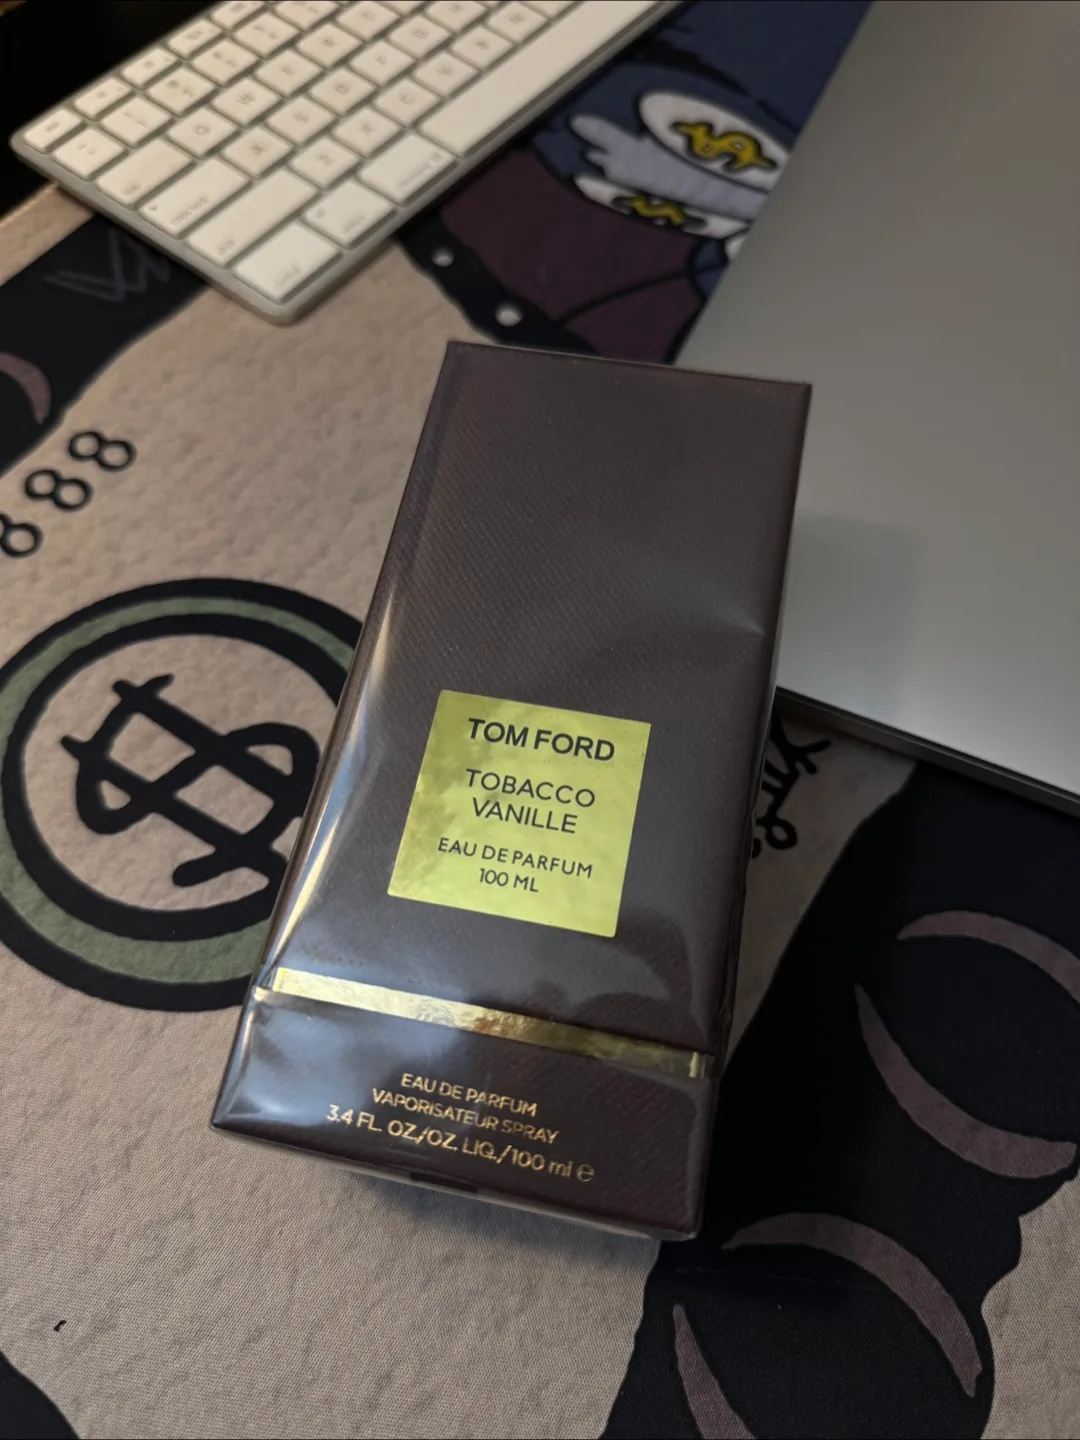 888
TOM FORD
TOBACCO
VANILLE
EAU DE PARFUM
100 ML
EAU DE PARFUM
VAPORISATEUR SPRAY
3.4 FL. OZ./OZ. LIQ./100 ml ℮